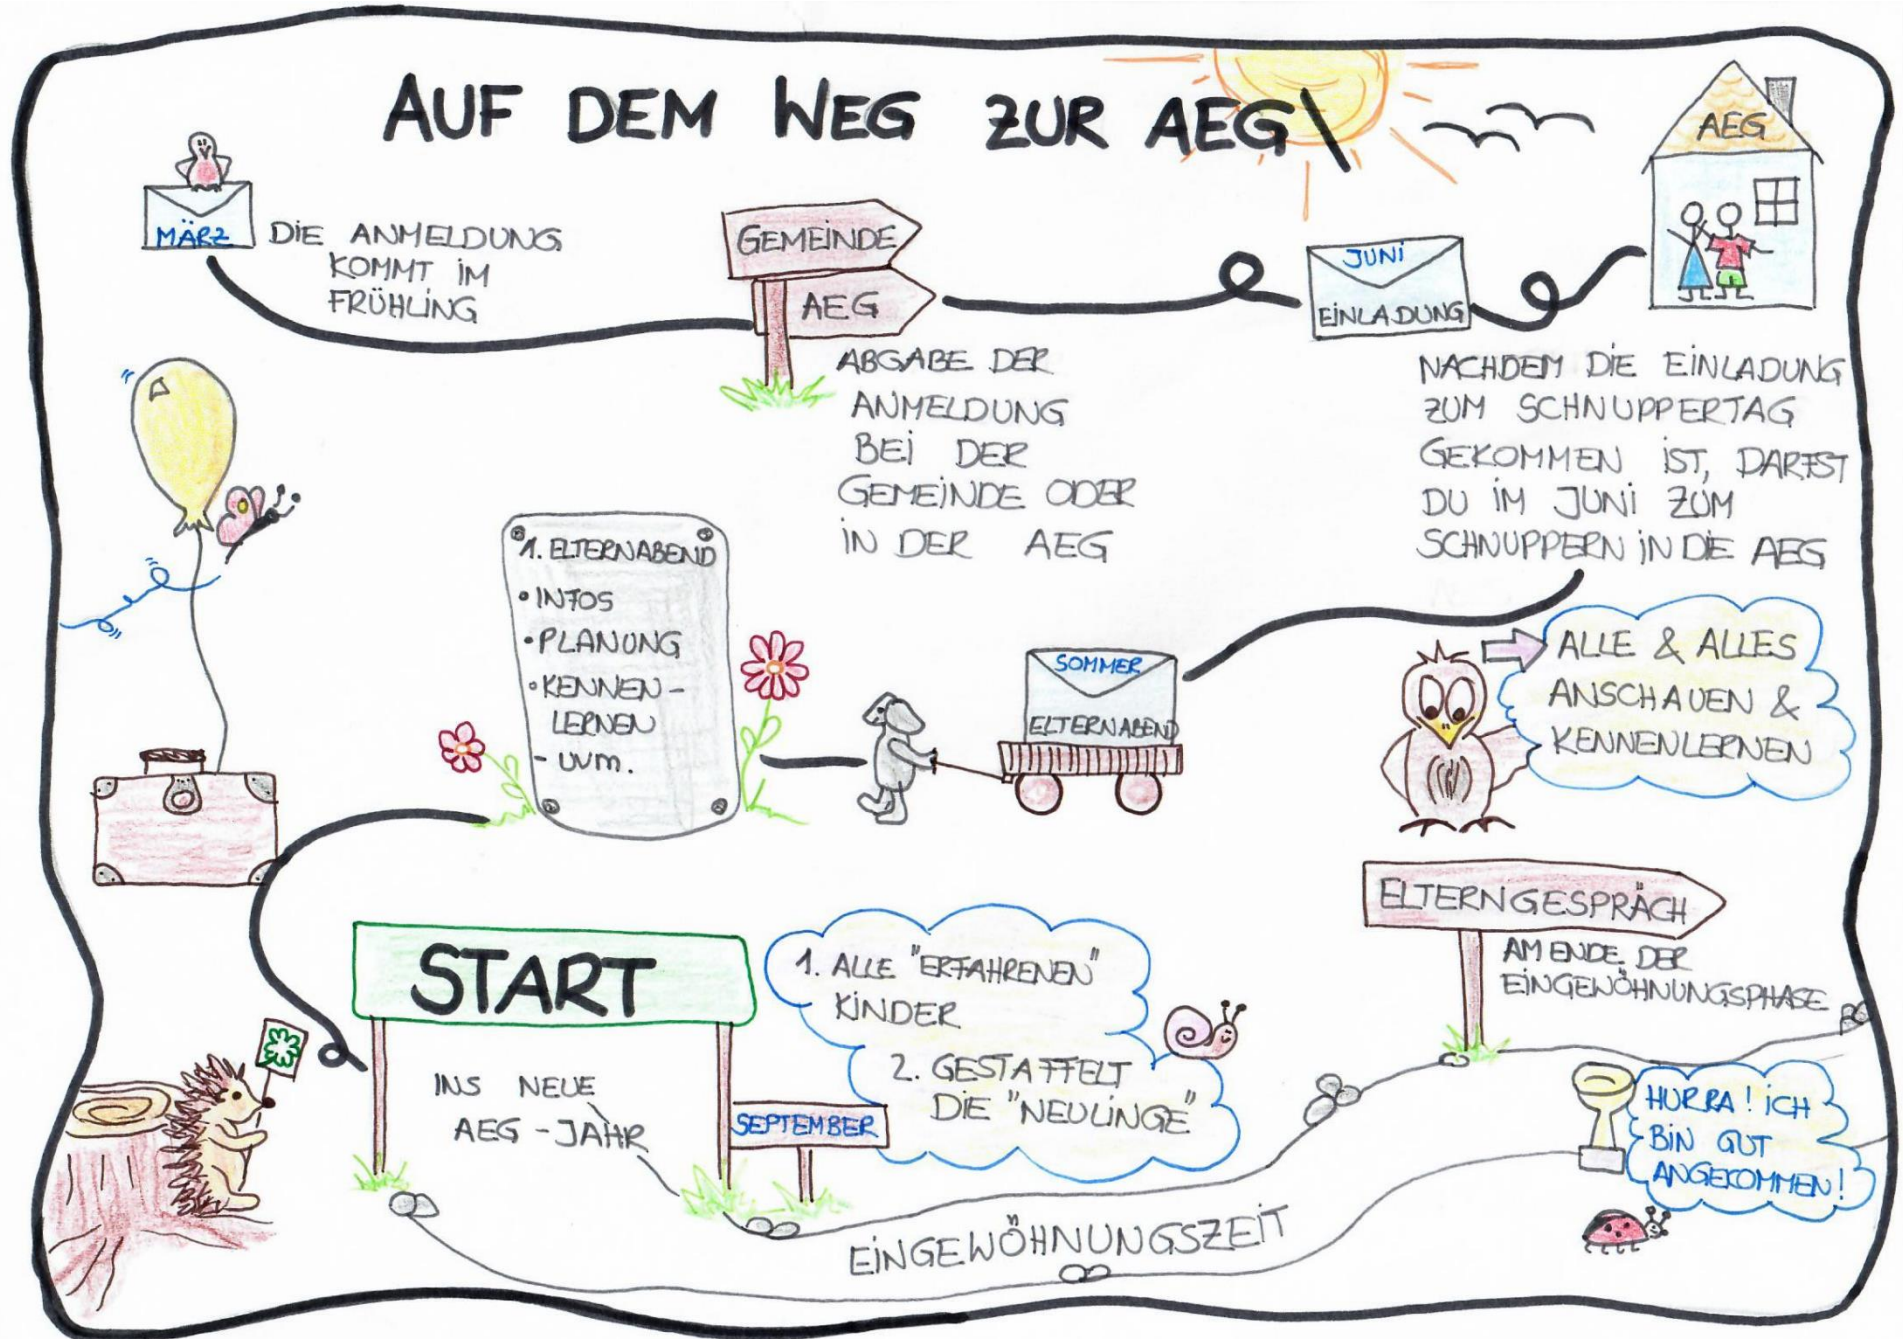 AUF DEM WEG ZUR AEG
MÄRZ
DIE ANMELDUNG
KOMMT IM
FRÜHLING
GEMEINDE
AEG
ABGABE DER
ANMELDUNG
BEI DER
GEMEINDE ODER
IN DER AEG
JUNI
EINLADUNG
AEG
NACHDEM DIE EINLADUNG
ZUM SCHNUPPERTAG
GEKOMMEN IST, DARFST
DU IM JUNI ZUM
SCHNUPPERN IN DIE AEG
ALLE & ALLES
ANSCHAUEN &
KENNENLERNEN
SOMMER
ELTERNABEND
1. ELTERNABEND
• INFOS
• PLANUNG
• KENNEN-
LERNEN
- uvm.
START
INS NEUE
AEG-JAHR
SEPTEMBER
1. ALLE "ERFAHRENEN"
KINDER
2. GESTAFFELT
DIE "NEULINGE"
EINGEWÖHNUNGSZEIT
ELTERNGESPRÄCH
AM ENDE DER
EINGEWÖHNUNGSPHASE
HURRA! ICH
BIN GUT
ANGEKOMMEN!